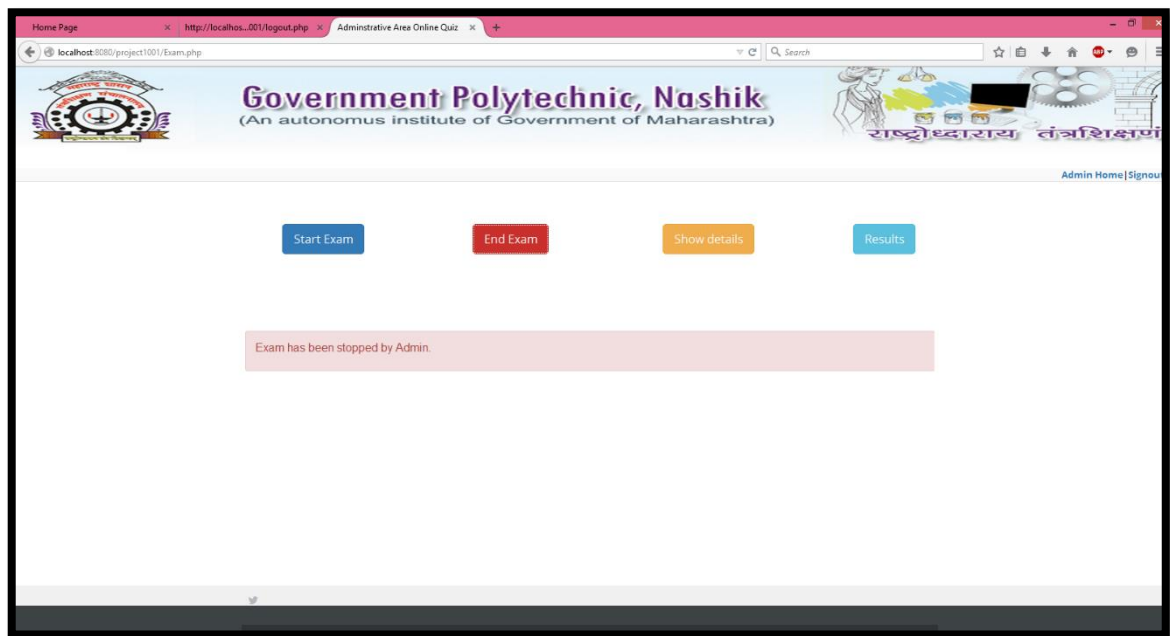 Home Page
http://localhos...001/logout.php
Adminstrative Area Online Quiz
localhost:8080/project1001/Exam.php
Search
ABP
Government Polytechnic, Nashik
(An autonomus institute of Government of Maharashtra)
राष्ट्रोध्दाराय तंत्रशिक्षणं
Admin Home|Signout
Start Exam
End Exam
Show details
Results
Exam has been stopped by Admin.